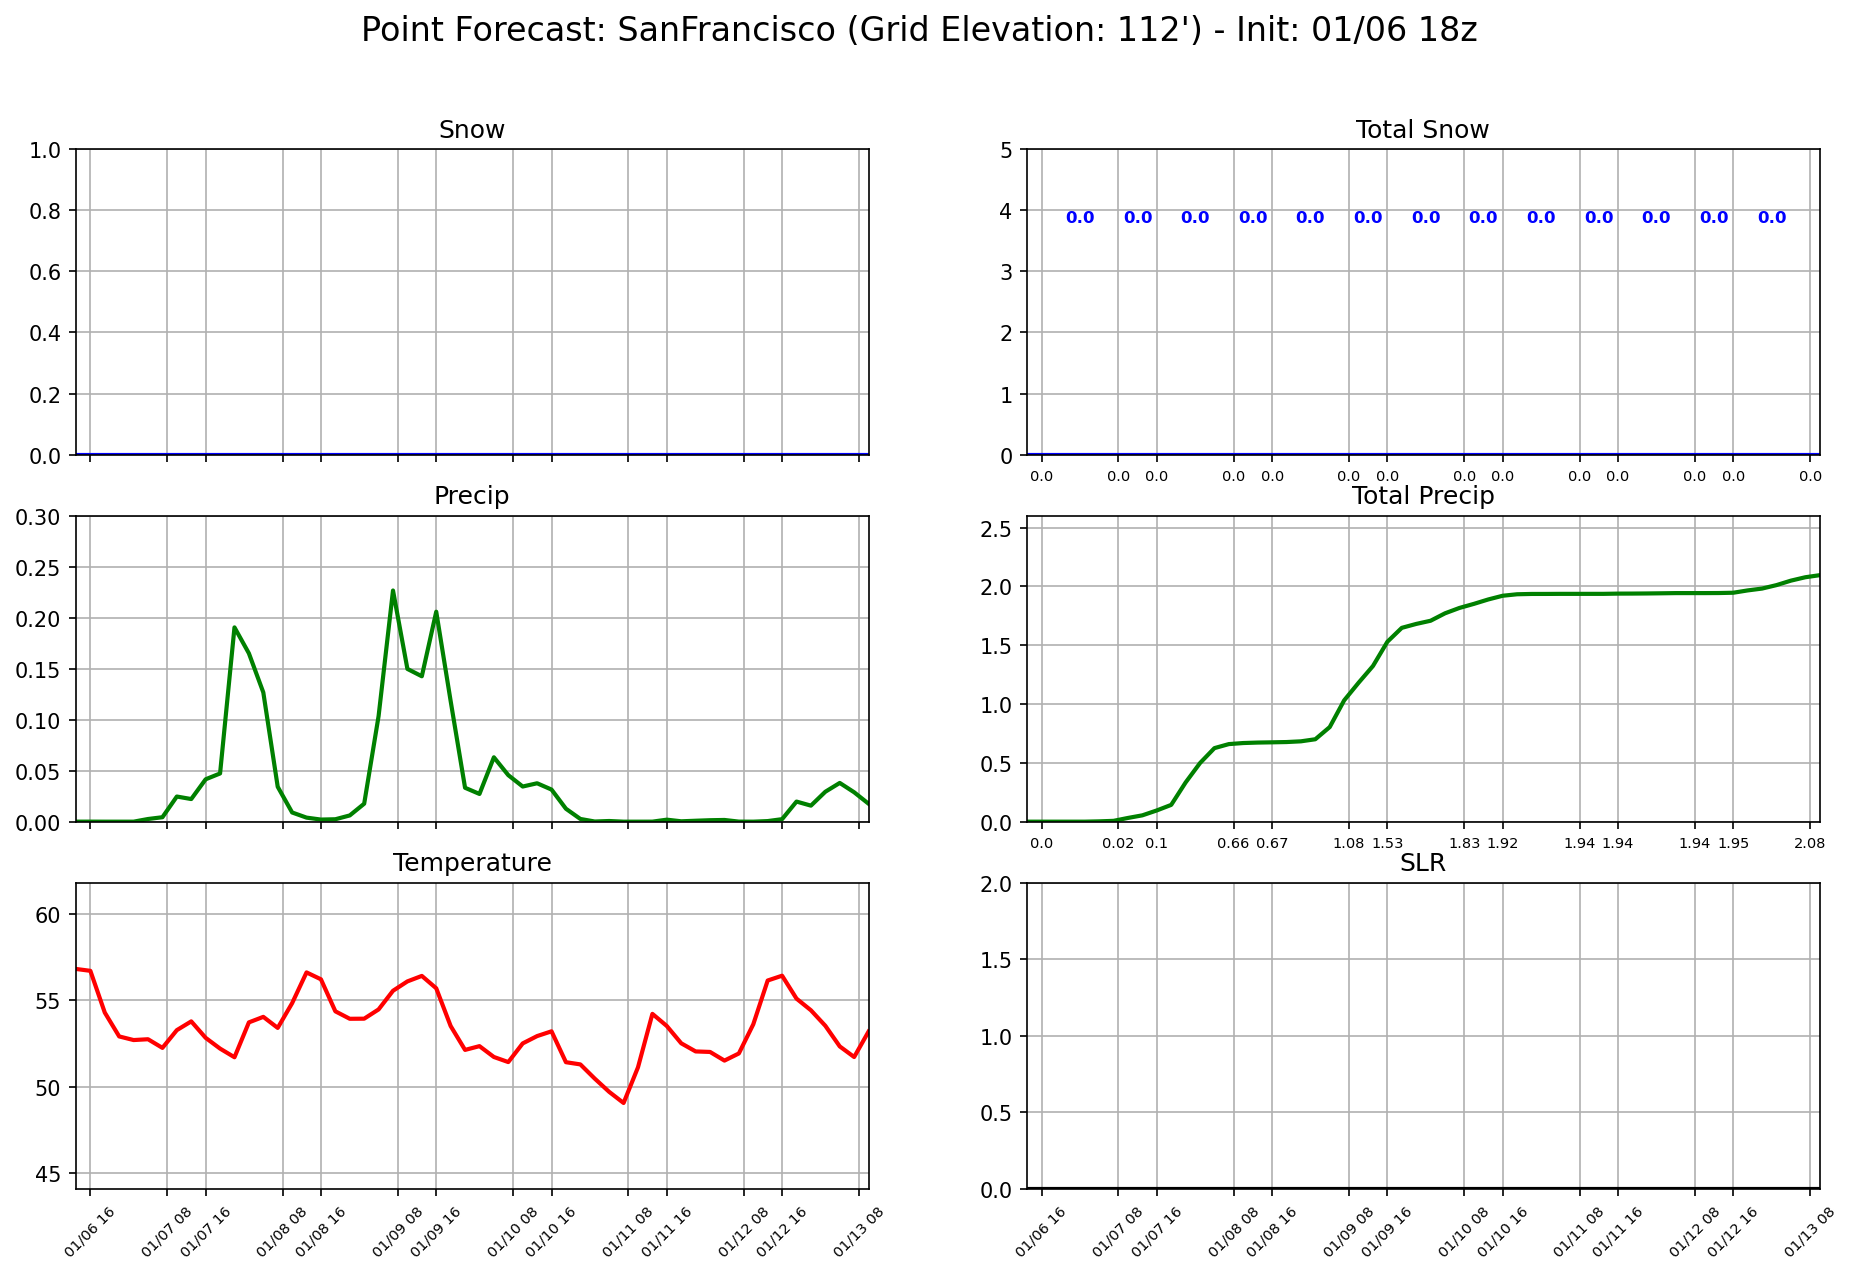 Point Forecast: SanFrancisco (Grid Elevation: 112') - Init: 01/06 18z
Snow
1.0
0.8
0.6
0.4
0.2
0.0
Total Snow
5
4
3
2
1
0
0.0 0.0 0.0 0.0 0.0 0.0 0.0 0.0 0.0 0.0 0.0 0.0 0.0
0.0 0.0 0.0 0.0 0.0 0.0 0.0 0.0 0.0 0.0 0.0 0.0 0.0 0.0
Precip
0.30
0.25
0.20
0.15
0.10
0.05
0.00
Total Precip
2.5
2.0
1.5
1.0
0.5
0.0
0.0 0.02 0.1 0.66 0.67 1.08 1.53 1.83 1.92 1.94 1.94 1.94 1.95 2.08
Temperature
60
55
50
45
01/06 16 01/07 08 01/07 16 01/08 08 01/08 16 01/09 08 01/09 16 01/10 08 01/10 16 01/11 08 01/11 16 01/12 08 01/12 16 01/13 08
SLR
2.0
1.5
1.0
0.5
0.0
01/06 16 01/07 08 01/07 16 01/08 08 01/08 16 01/09 08 01/09 16 01/10 08 01/10 16 01/11 08 01/11 16 01/12 08 01/12 16 01/13 08